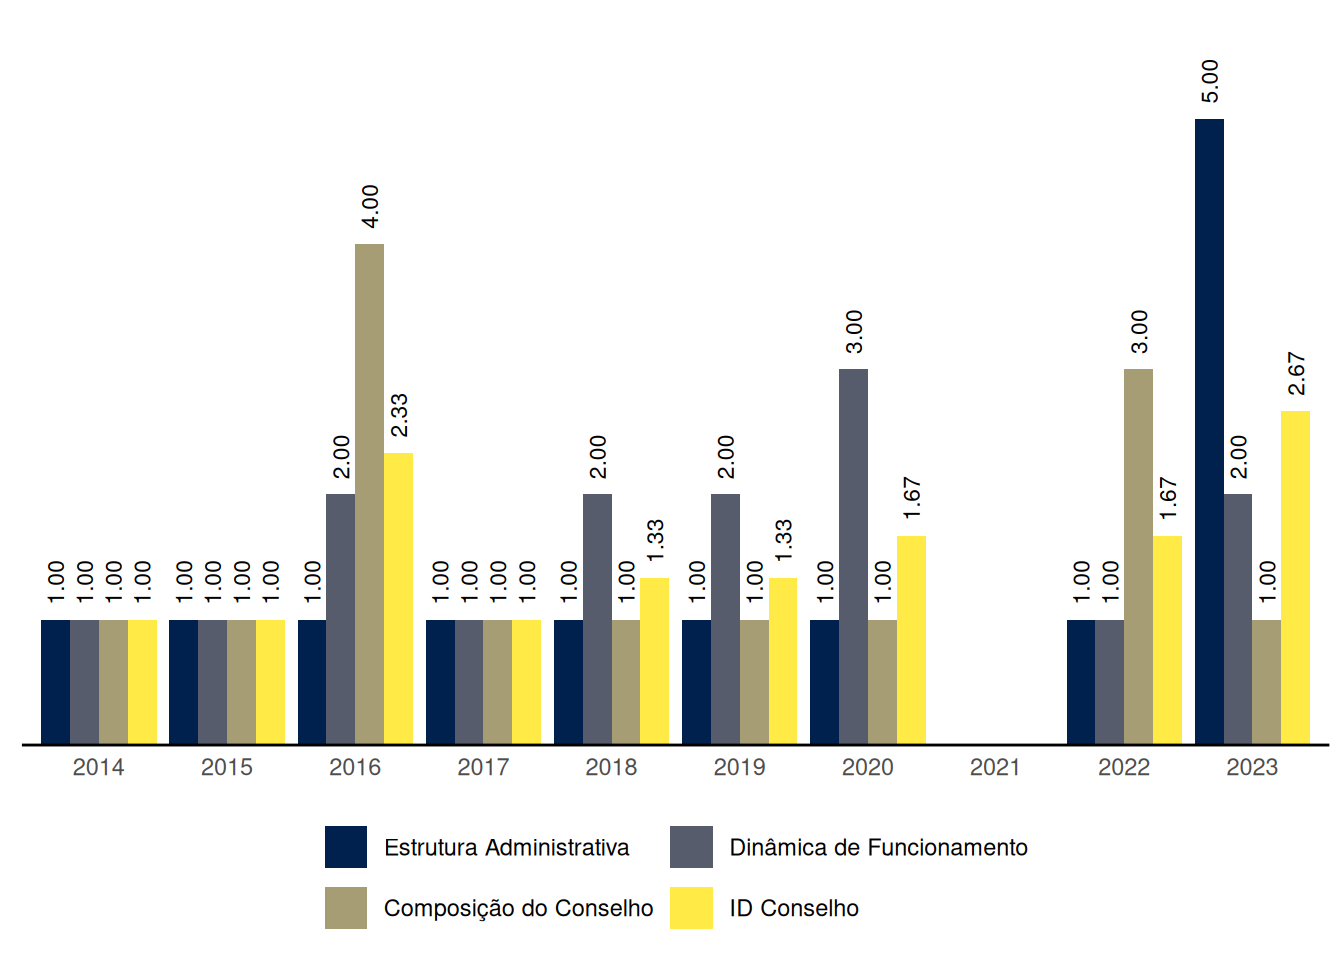 5.00
4.00
3.00 3.00
2.67
2.33
2.00 2.00 2.00 2.00
1.67 1.67
1.33 1.33
1.00 1.00 1.00 1.00 1.00 1.00 1.00 1.00 1.00 1.00 1.00 1.00 1.00 1.00 1.00 1.00 1.00 1.00 1.00 1.00 1.00 1.00
2014 2015 2016 2017 2018 2019 2020 2021 2022 2023
Estrutura Administrativa Dinâmica de Funcionamento
Composição do Conselho ID Conselho